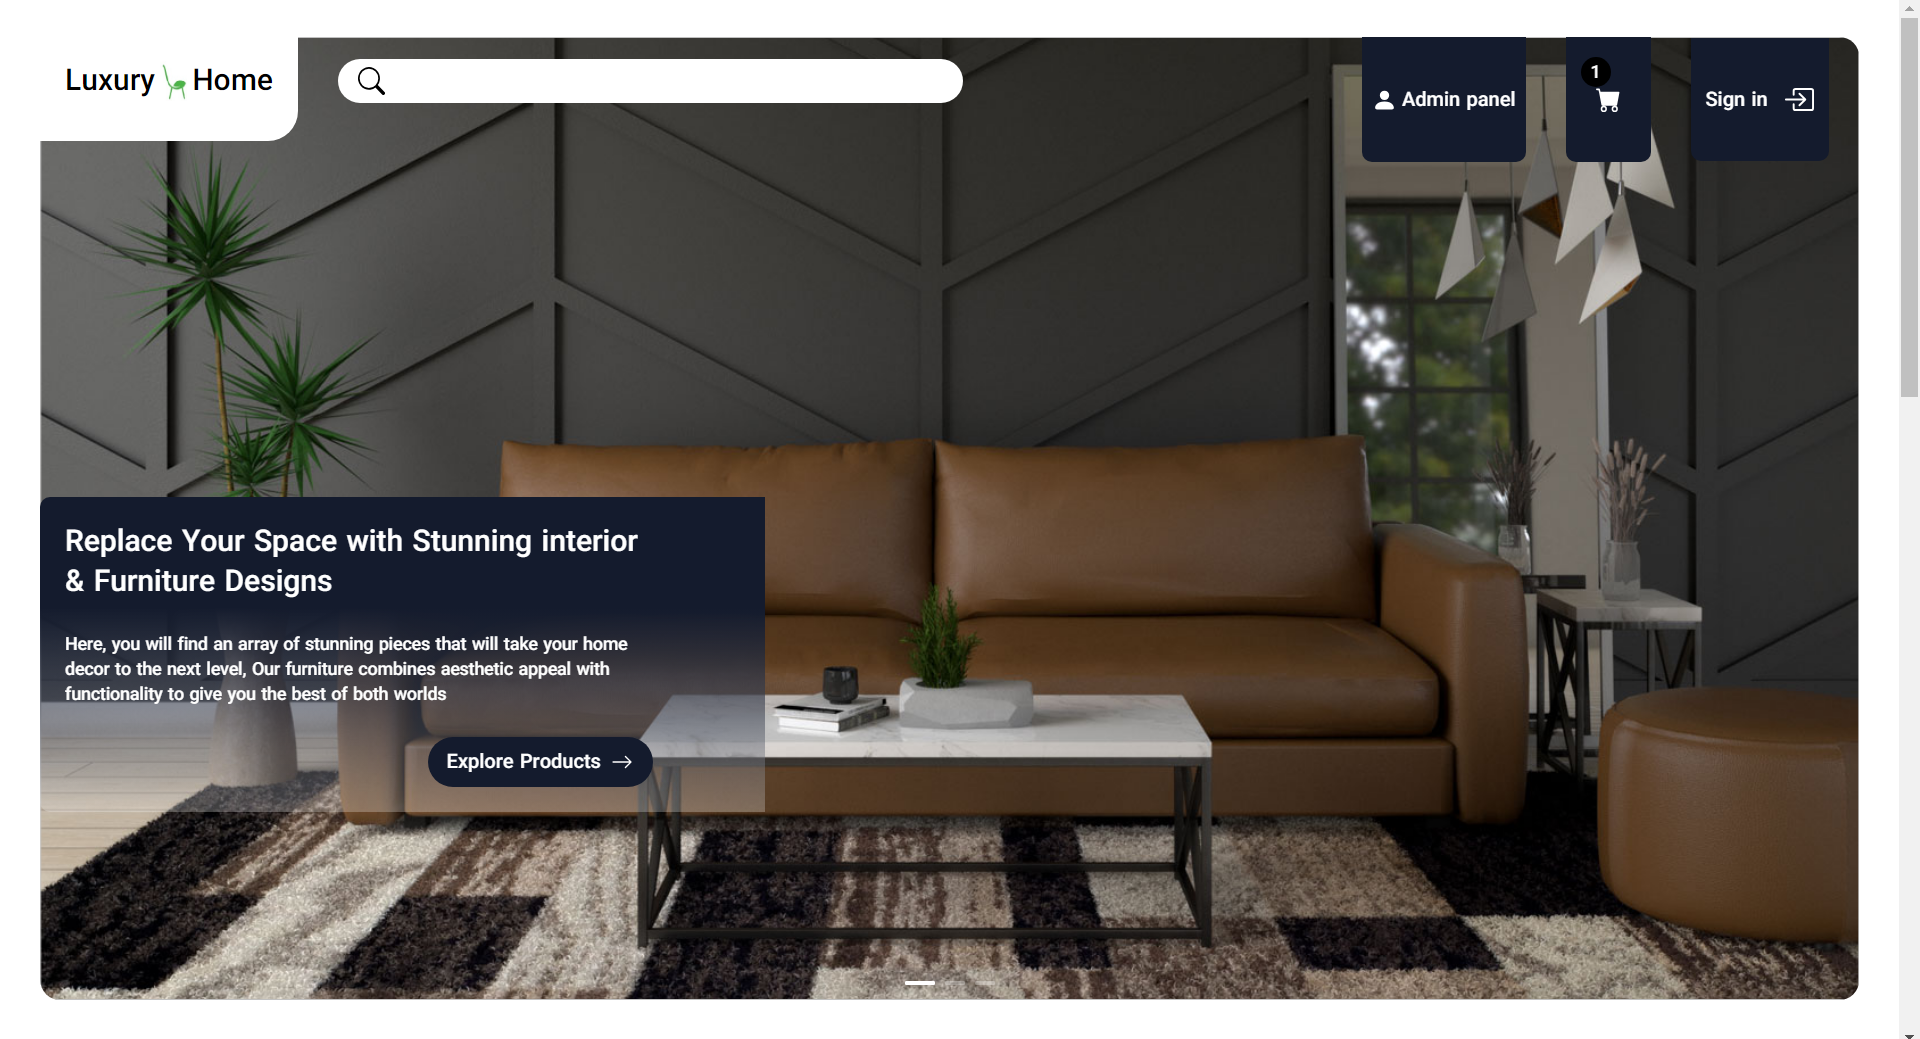 Luxury Home
Admin panel
1
Sign in
Replace Your Space with Stunning interior
& Furniture Designs
Here, you will find an array of stunning pieces that will take your home
decor to the next level, Our furniture combines aesthetic appeal with
functionality to give you the best of both worlds
Explore Products